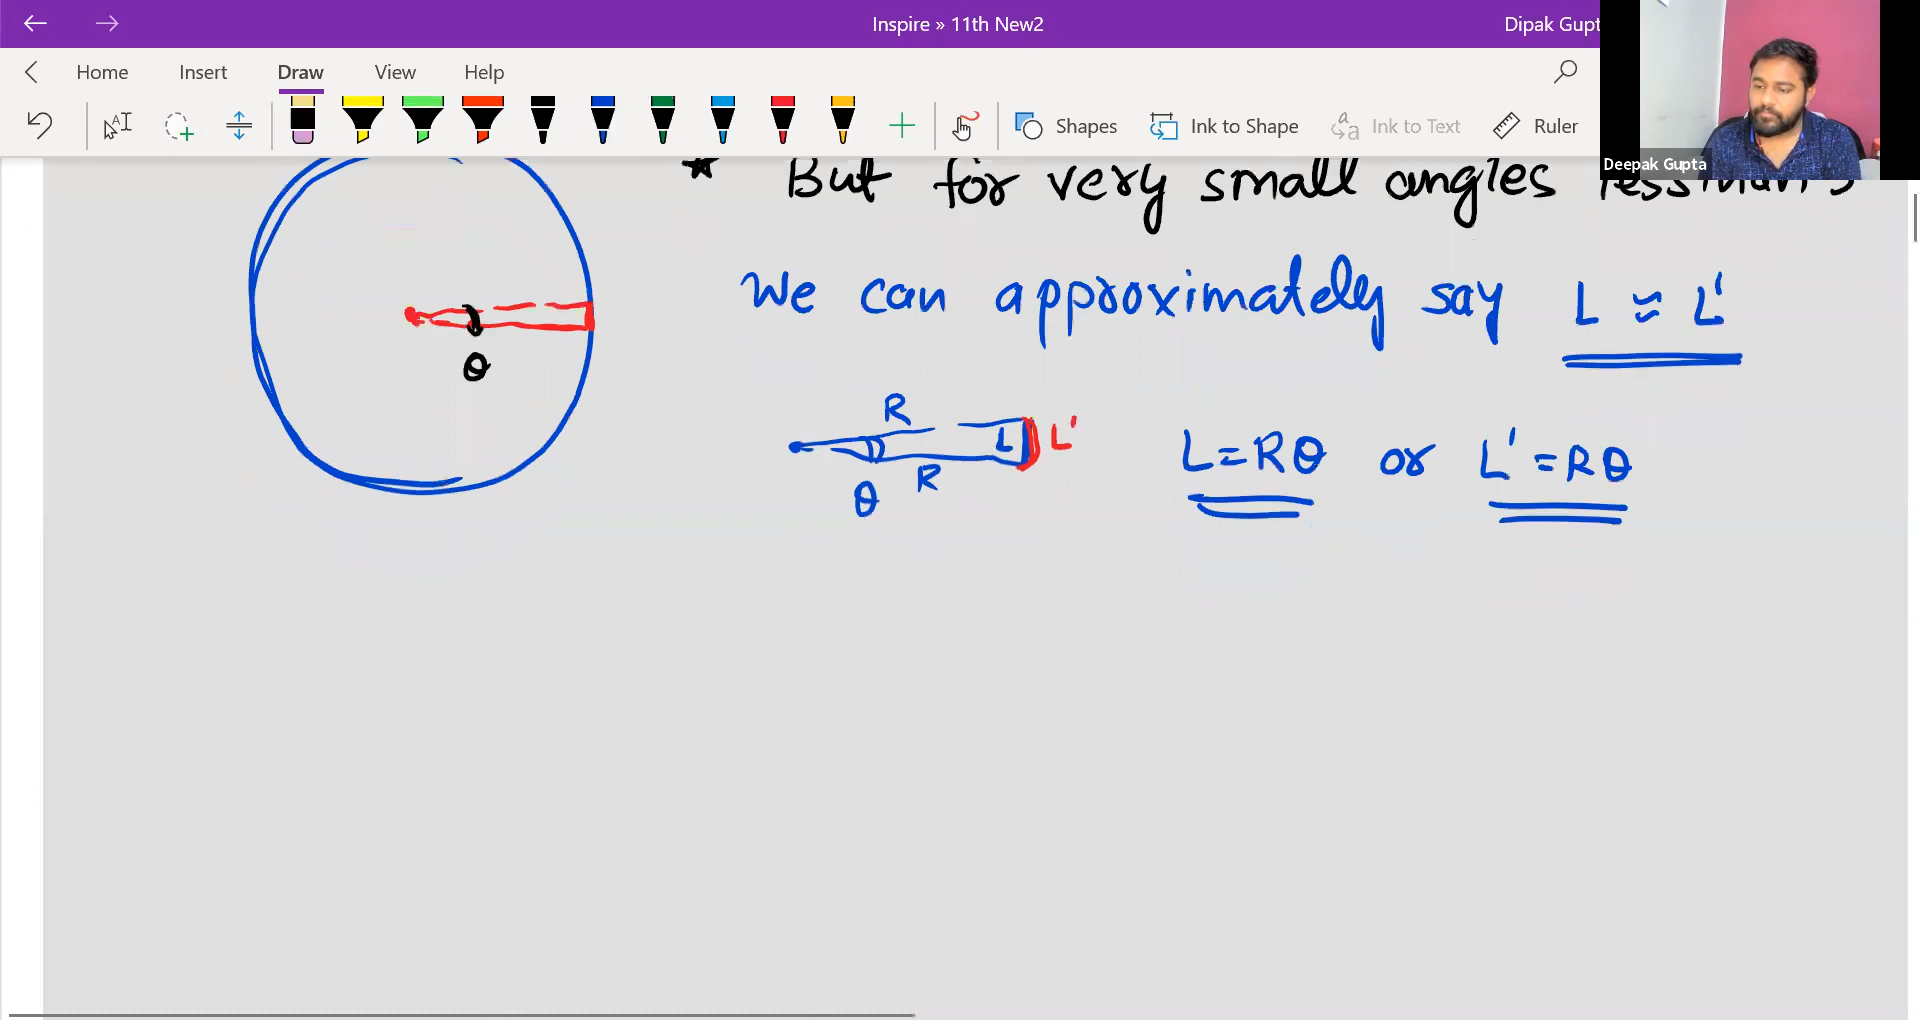 Inspire » 11th New2
Dipak Gupt
Home Insert Draw View Help
Shapes Ink to Shape Ink to Text Ruler
Deepak Gupta
* But for very small angles
We can approximately say L ≈ L'
θ
R
L L'
R
θ
L=Rθ or L'=Rθ